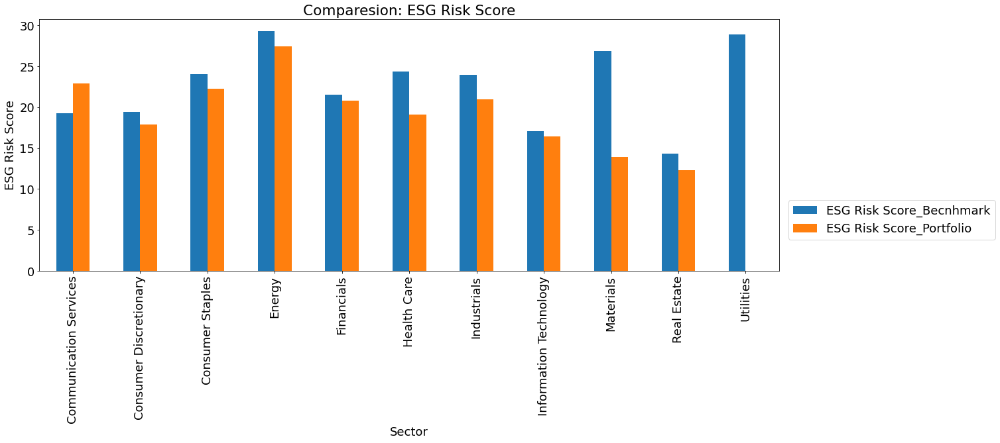 Comparesion: ESG Risk Score
ESG Risk Score
30
25
20
15
10
5
0
Communication Services
Consumer Discretionary
Consumer Staples
Energy
Financials
Health Care
Industrials
Information Technology
Materials
Real Estate
Utilities
Sector
ESG Risk Score_Becnhmark
ESG Risk Score_Portfolio